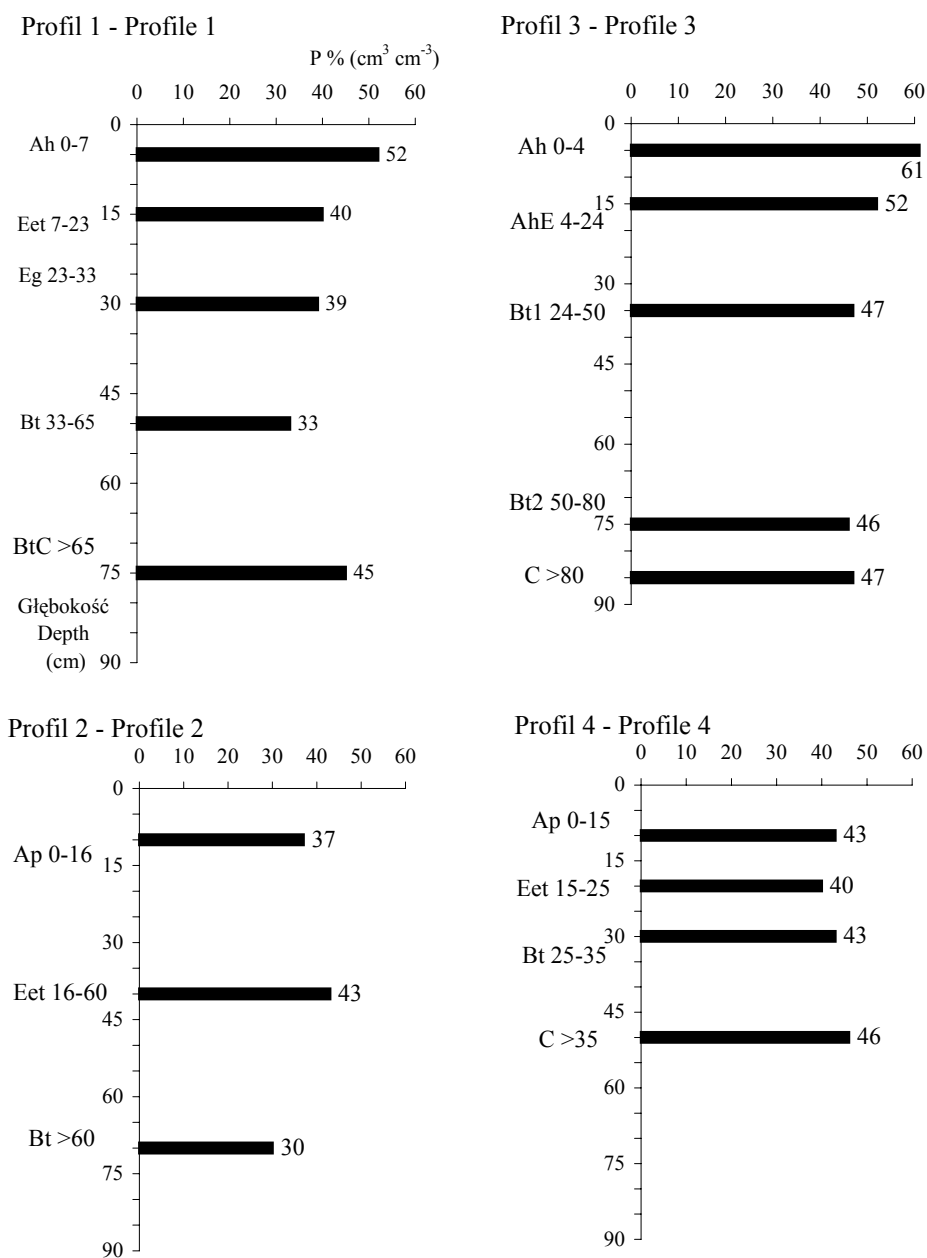 Profil 1 - Profile 1
P % (cm³ cm⁻³)
0 10 20 30 40 50 60
0
Ah 0-7
52
15
40
Eet 7-23
Eg 23-33
30
39
45
Bt 33-65
33
60
BtC >65
75
45
Głębokość
Depth
(cm)
90
Profil 3 - Profile 3
0 10 20 30 40 50 60
0
Ah 0-4
61
15
52
AhE 4-24
30
Bt1 24-50
47
45
60
Bt2 50-80
75
46
C >80
47
90
Profil 2 - Profile 2
0 10 20 30 40 50 60
0
37
Ap 0-16
15
30
Eet 16-60
43
45
60
Bt >60
30
75
90
Profil 4 - Profile 4
0 10 20 30 40 50 60
0
Ap 0-15
43
15
Eet 15-25
40
30
43
Bt 25-35
45
C >35
46
60
75
90